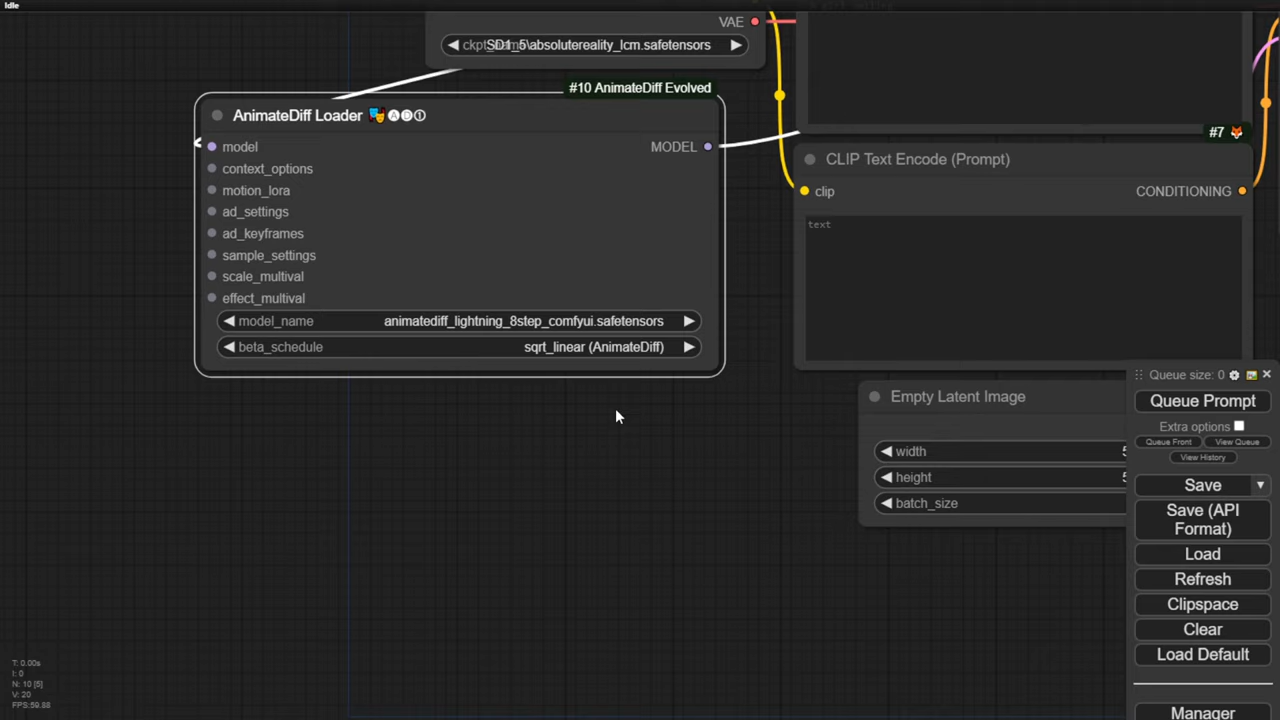 Idle
VAE
ckpt_name SD1_5\absolutereality_lcm.safetensors
#10 AnimateDiff Evolved
AnimateDiff Loader 🎭🅐🅓①
model
MODEL
context_options
motion_lora
ad_settings
ad_keyframes
sample_settings
scale_multival
effect_multival
model_name animatediff_lightning_8step_comfyui.safetensors
beta_schedule sqrt_linear (AnimateDiff)
#7 🦊
CLIP Text Encode (Prompt)
clip
CONDITIONING
text
Empty Latent Image
width 5
height 5
batch_size
Queue size: 0
Queue Prompt
Extra options
Queue Front
View Queue
View History
Save
Save (API
Format)
Load
Refresh
Clipspace
Clear
Load Default
Manager
T: 0.00s
I: 0
N: 10 [5]
V: 20
FPS:59.88